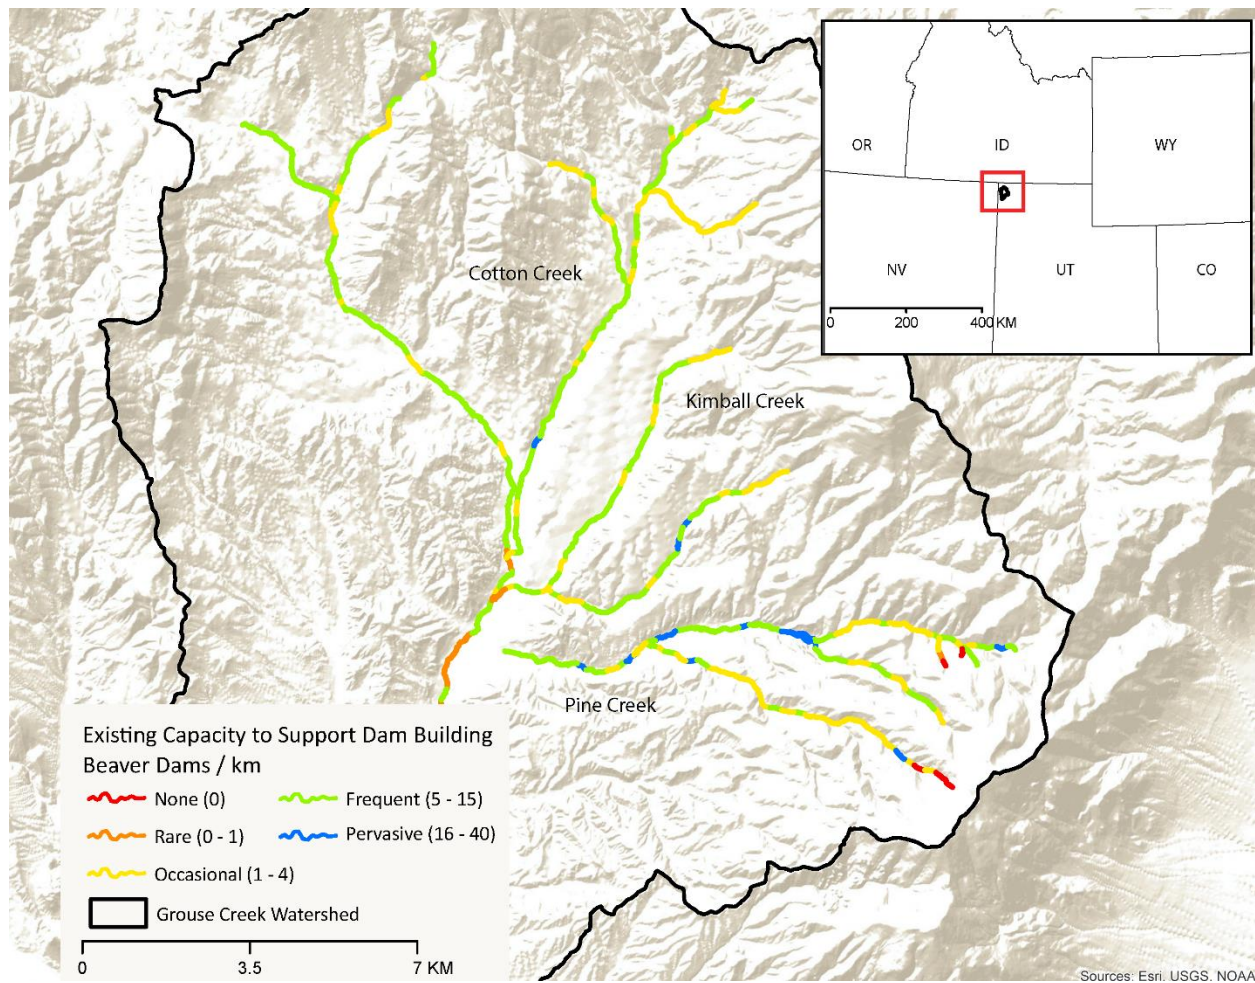 OR
ID
WY
NV
UT
CO
0 200 400 KM
Cotton Creek
Kimball Creek
Pine Creek
Existing Capacity to Support Dam Building
Beaver Dams / km
None (0)
Frequent (5 - 15)
Rare (0 - 1)
Pervasive (16 - 40)
Occasional (1 - 4)
Grouse Creek Watershed
0 3.5 7 KM
Sources: Esri, USGS, NOAA